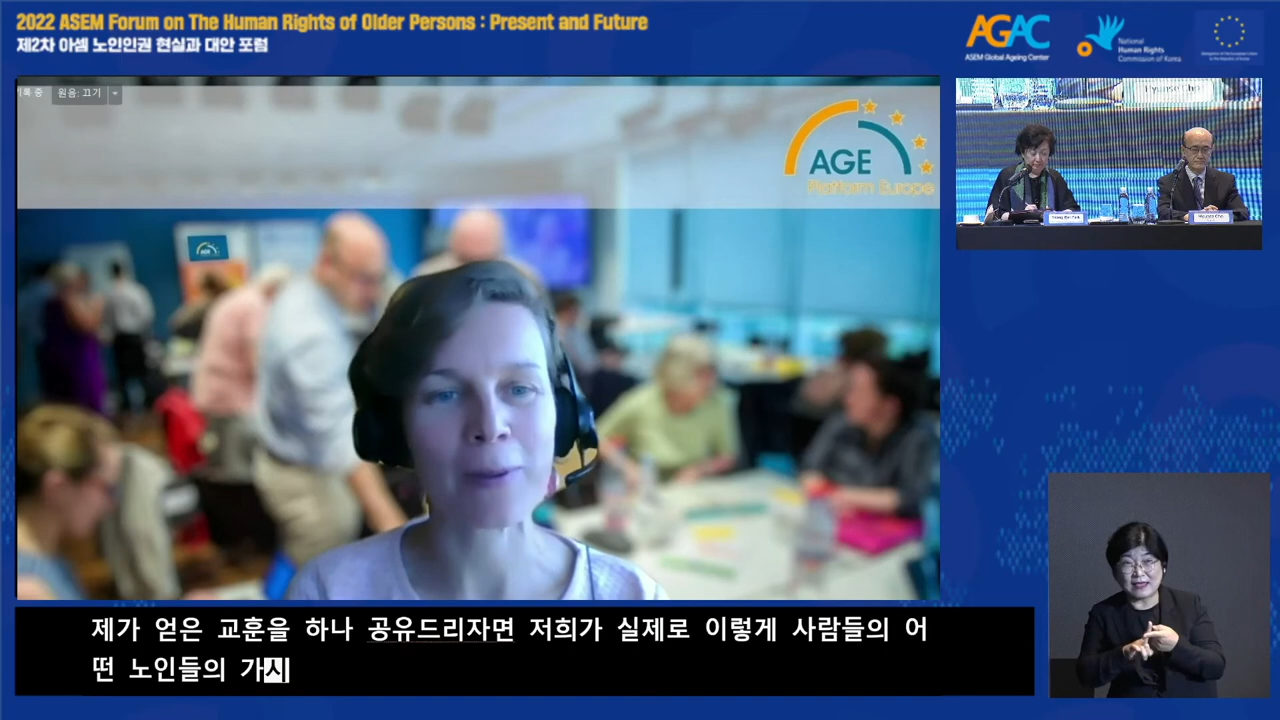 2022 ASEM Forum on The Human Rights of Older Persons : Present and Future
제2차 아셈 노인인권 현실과 대안 포럼
AGAC
ASEM Global Ageing Center
National
Human Rights
Commission of Korea
원음: 끄기
AGE
Platform Europe
AGE
제가 얻은 교훈을 하나 공유드리자면 저희가 실제로 이렇게 사람들의 어
떤 노인들의 가시